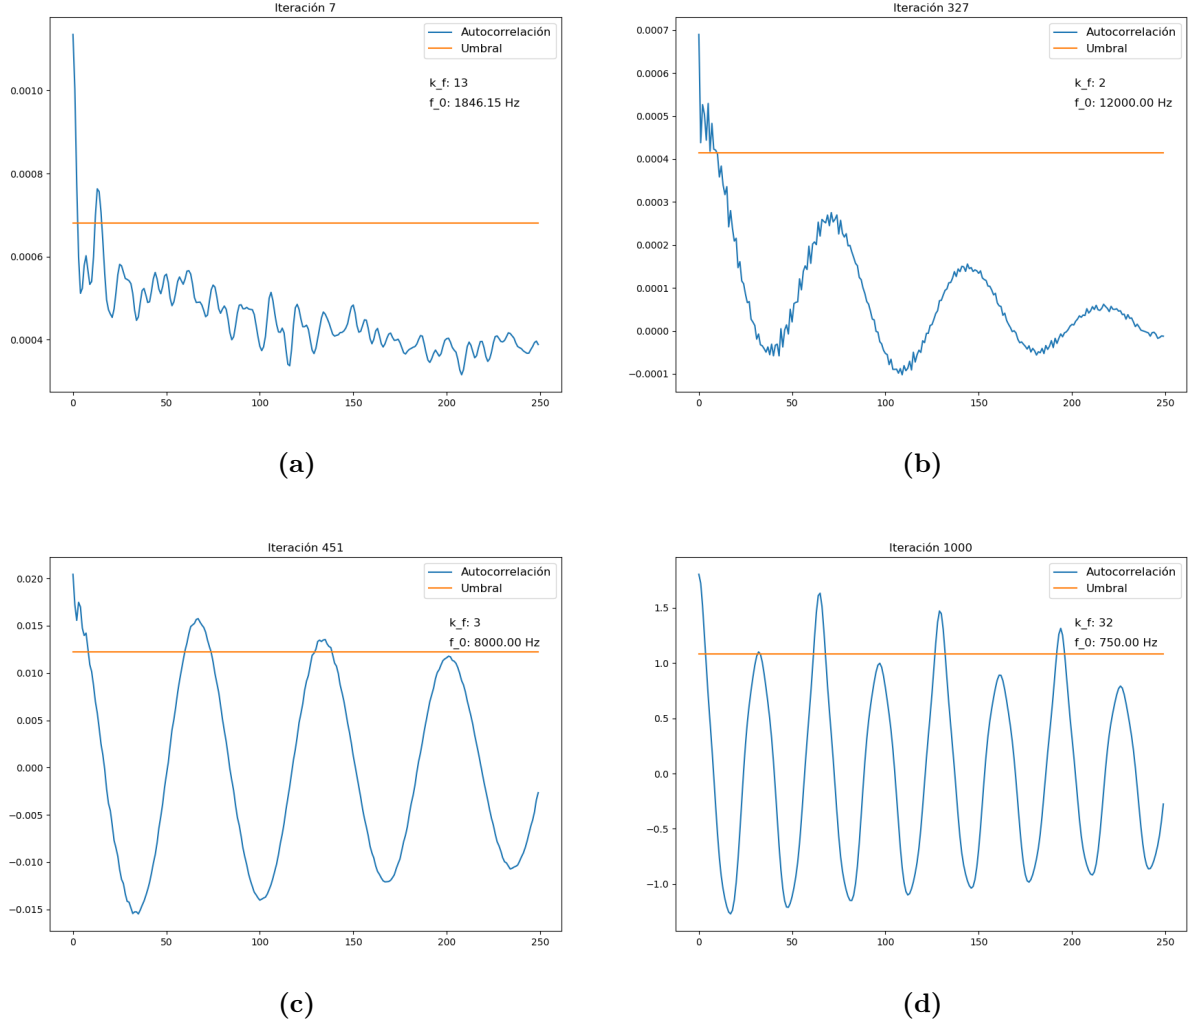 Iteración 7
Autocorrelación
Umbral
k_f: 13
f_0: 1846.15 Hz
0.0010
0.0008
0.0006
0.0004
0 50 100 150 200 250
(a)
Iteración 327
Autocorrelación
Umbral
k_f: 2
f_0: 12000.00 Hz
0.0007
0.0006
0.0005
0.0004
0.0003
0.0002
0.0001
0.0000
−0.0001
0 50 100 150 200 250
(b)
Iteración 451
Autocorrelación
Umbral
k_f: 3
f_0: 8000.00 Hz
0.020
0.015
0.010
0.005
0.000
−0.005
−0.010
−0.015
0 50 100 150 200 250
(c)
Iteración 1000
Autocorrelación
Umbral
k_f: 32
f_0: 750.00 Hz
1.5
1.0
0.5
0.0
−0.5
−1.0
0 50 100 150 200 250
(d)